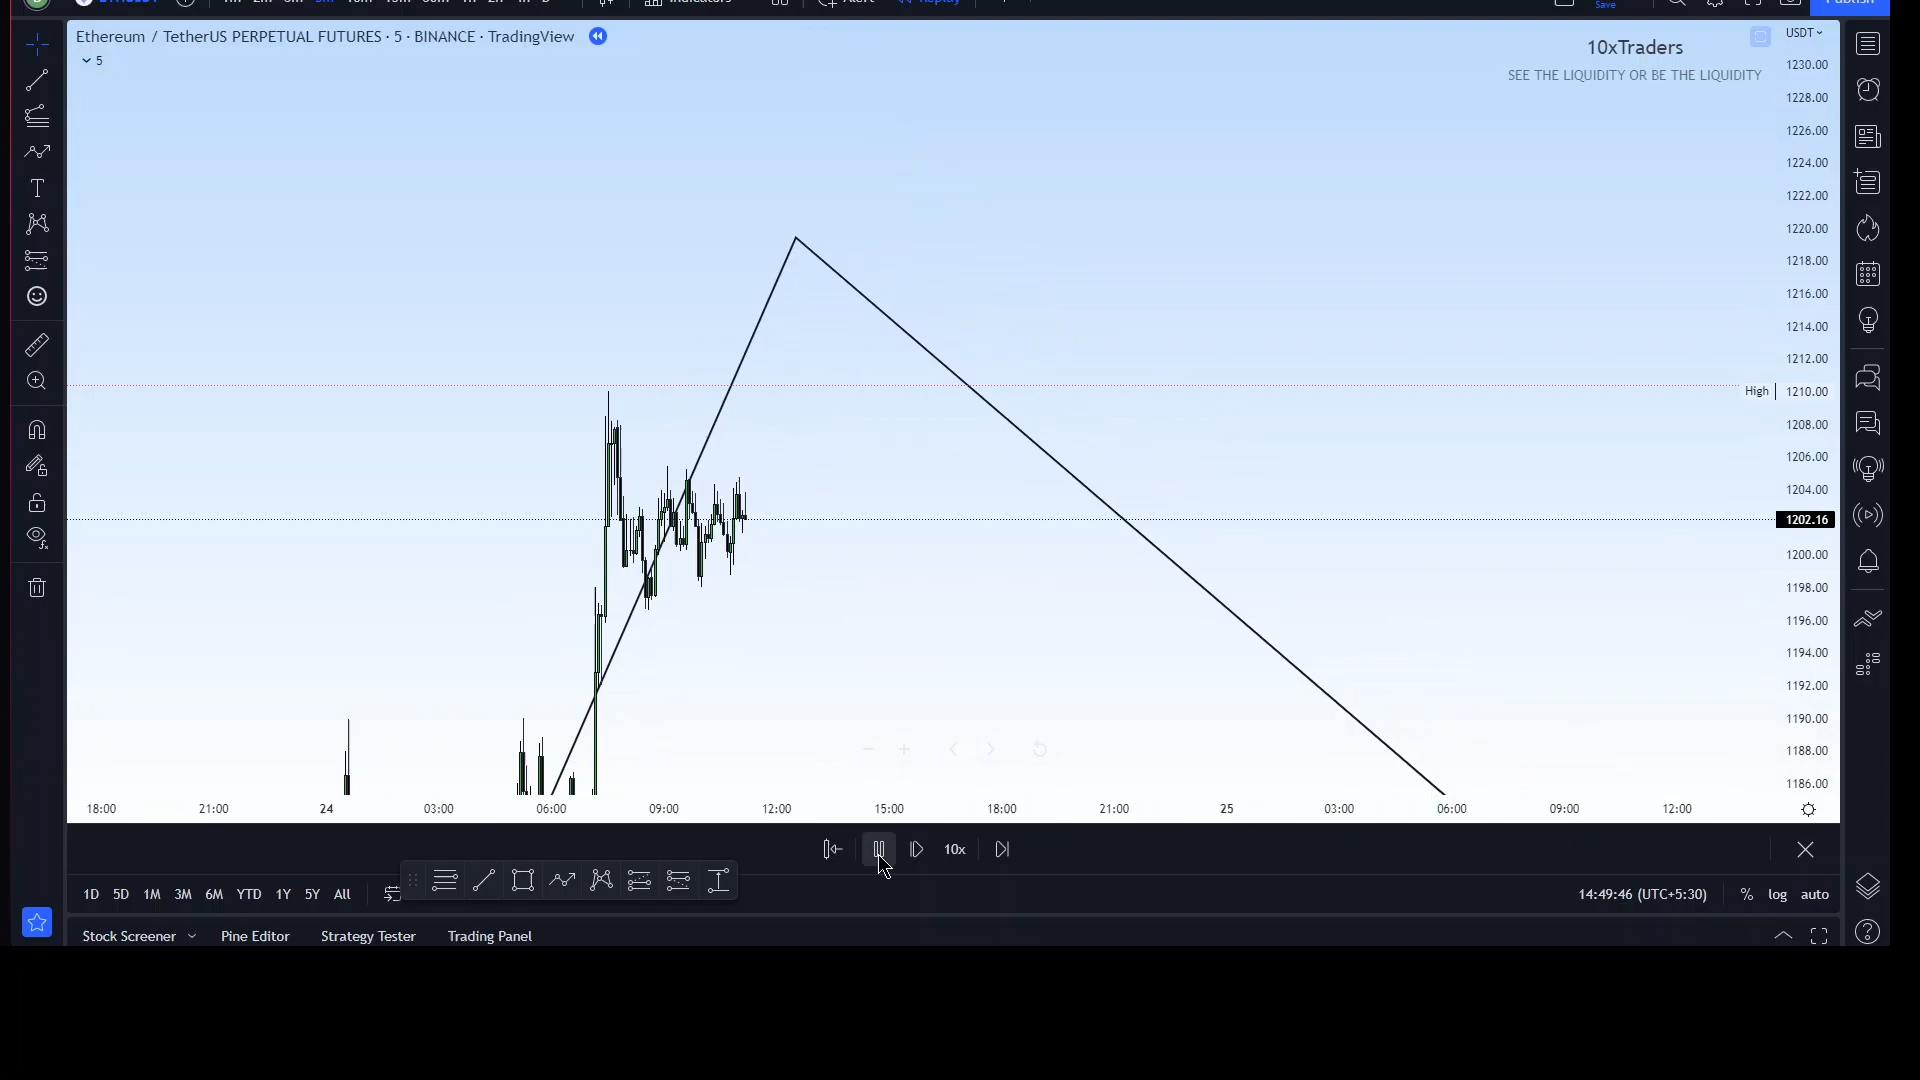 Ethereum / TetherUS PERPETUAL FUTURES · 5 · BINANCE · TradingView
5
10xTraders
SEE THE LIQUIDITY OR BE THE LIQUIDITY
USDT
1230.00
1228.00
1226.00
1224.00
1222.00
1220.00
1218.00
1216.00
1214.00
1212.00
High 1210.00
1208.00
1206.00
1204.00
1202.16
1200.00
1198.00
1196.00
1194.00
1192.00
1190.00
1188.00
1186.00
18:00 21:00 24 03:00 06:00 09:00 12:00 15:00 18:00 21:00 25 03:00 06:00 09:00 12:00
10x
1D 5D 1M 3M 6M YTD 1Y 5Y All
14:49:46 (UTC+5:30) % log auto
Stock Screener Pine Editor Strategy Tester Trading Panel
Save